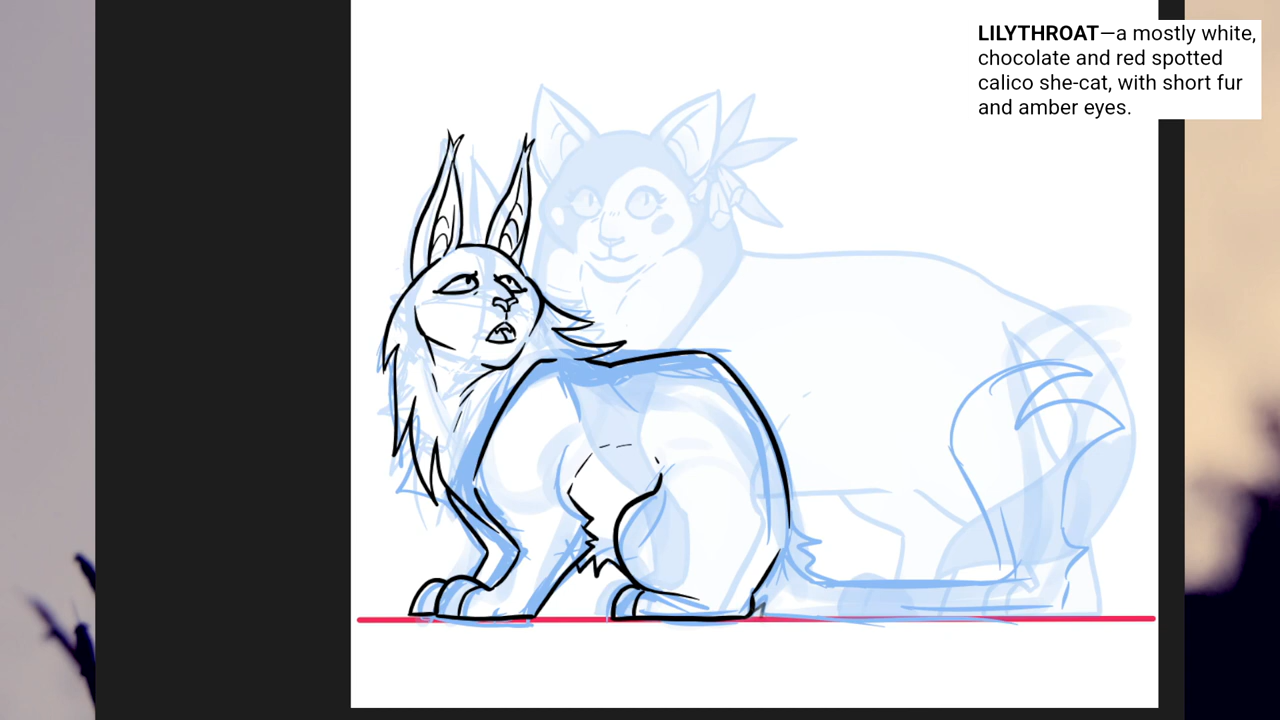 LILYTHROAT—a mostly white,
chocolate and red spotted
calico she-cat, with short fur
and amber eyes.